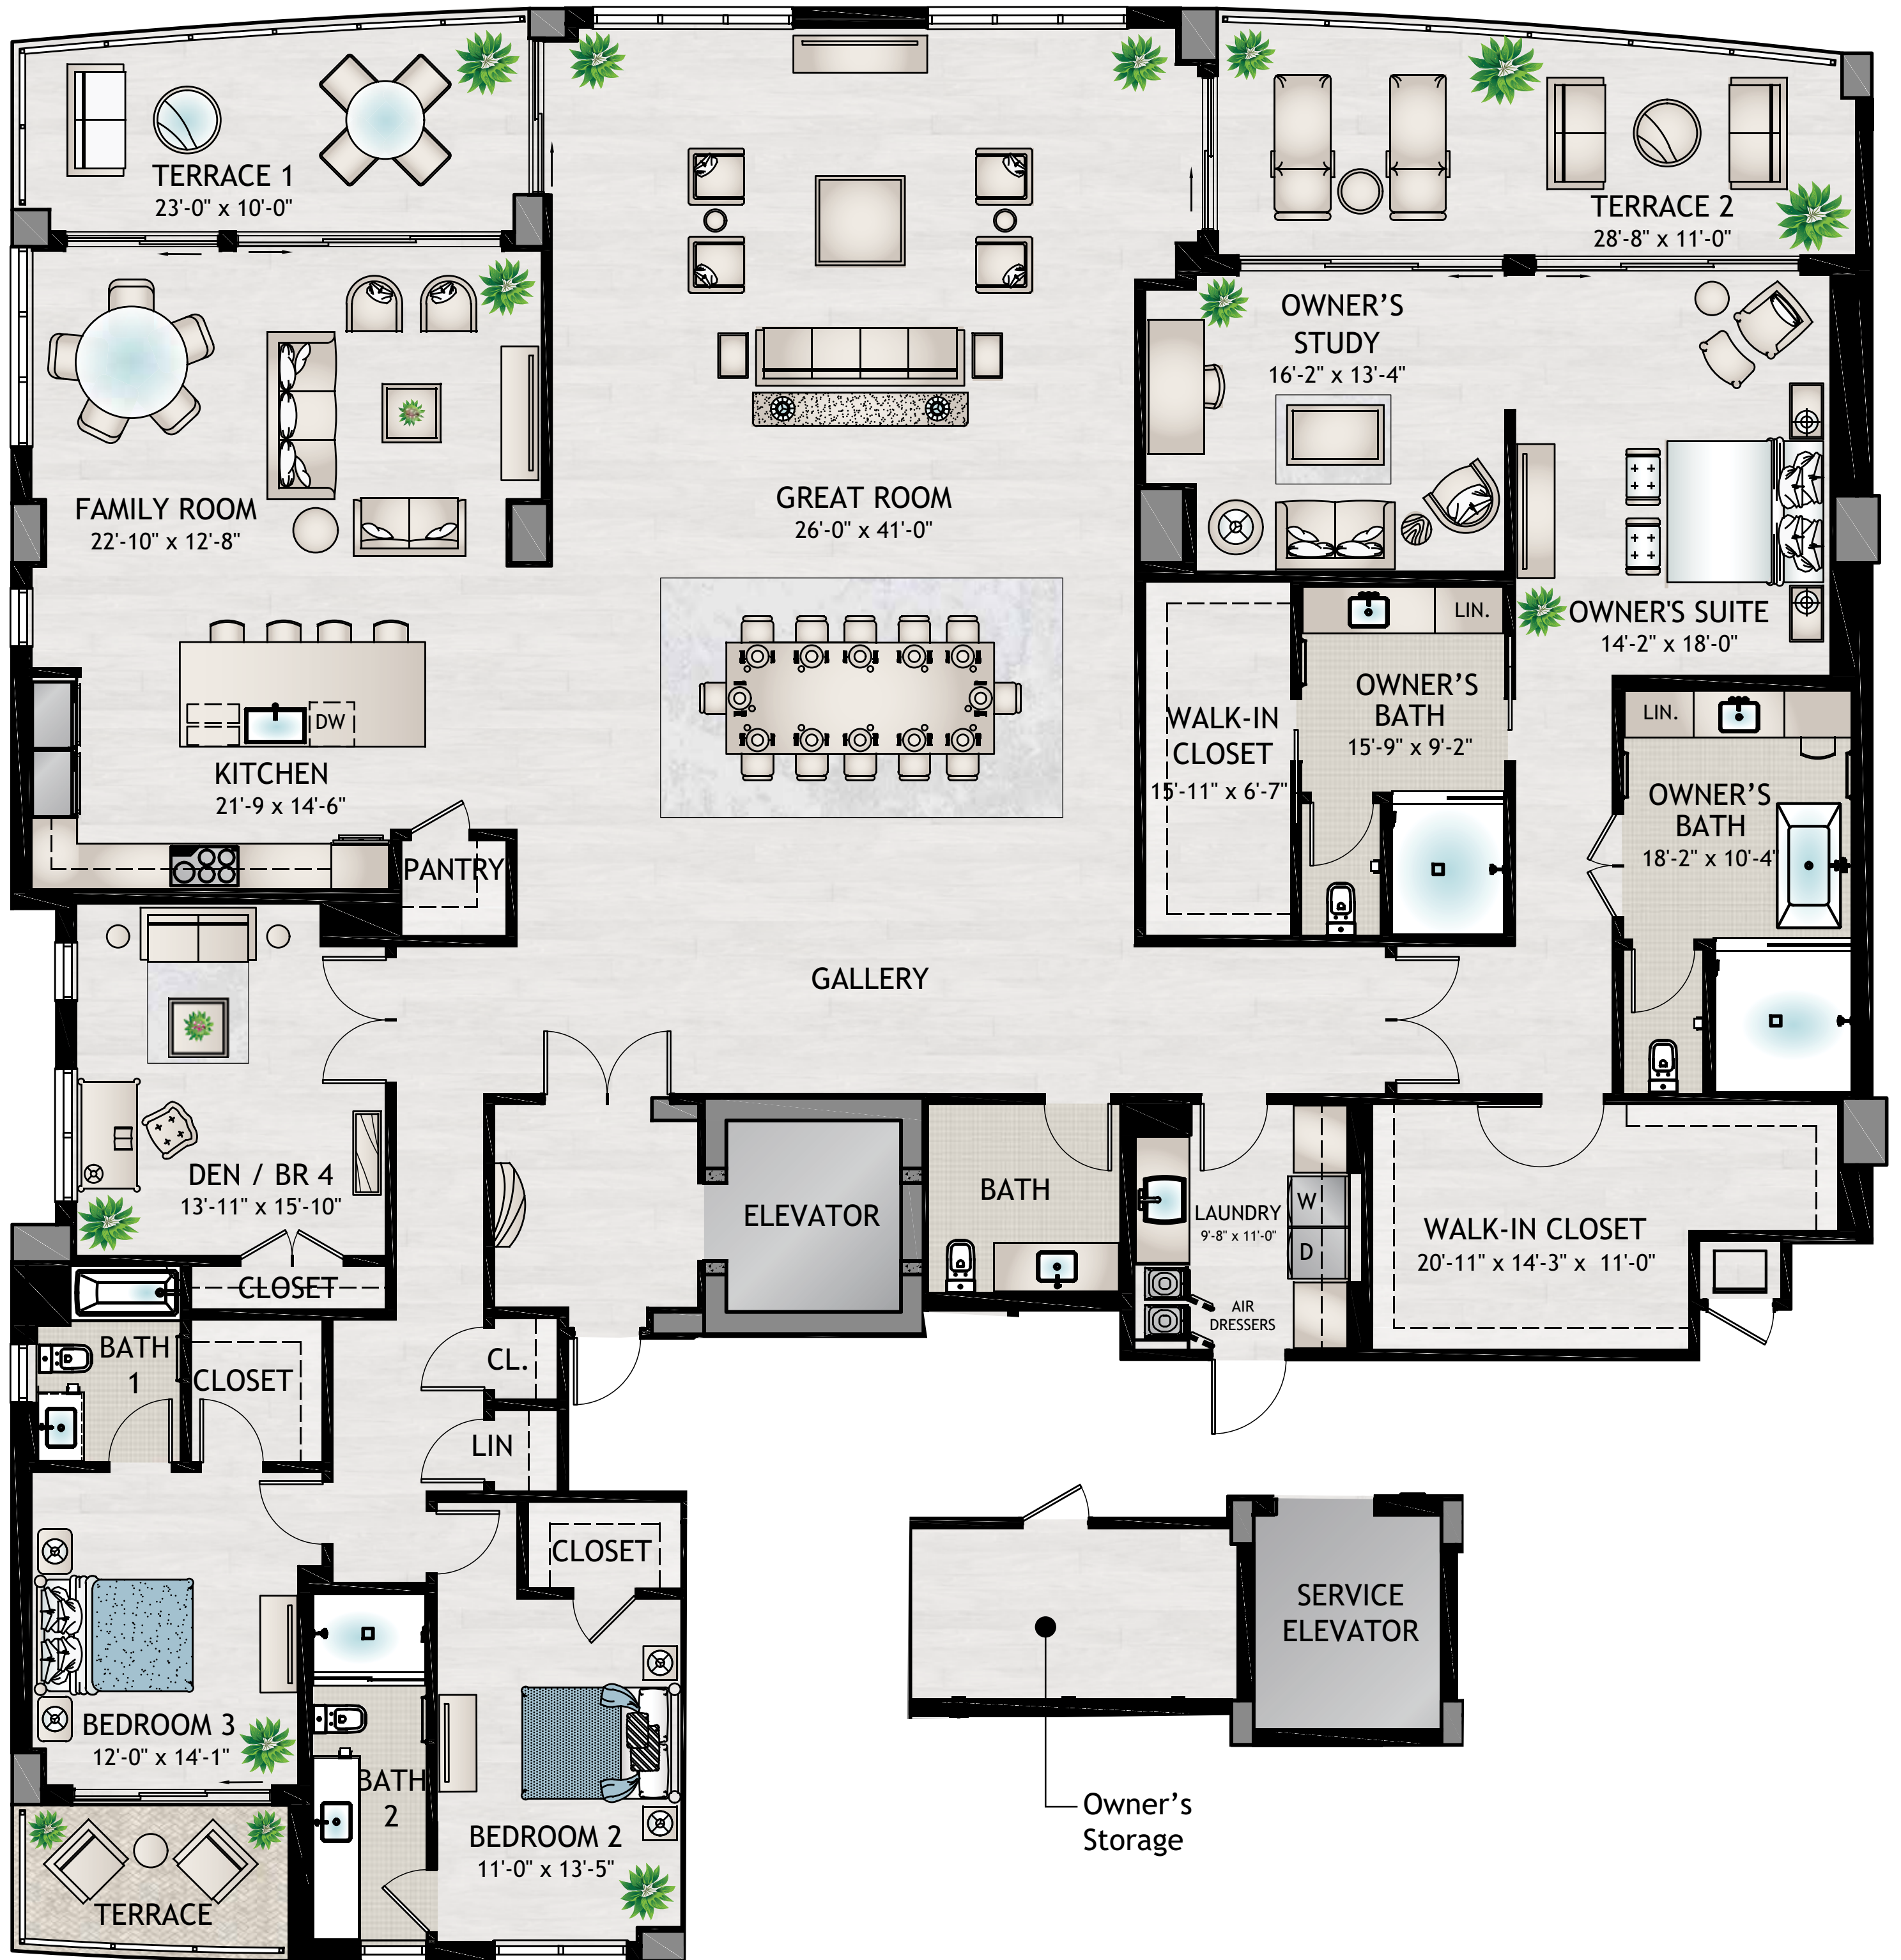 TERRACE 1
23'-0" x 10'-0"
TERRACE 2
28'-8" x 11'-0"
OWNER’S
STUDY
16'-2" x 13'-4"
FAMILY ROOM
22'-10" x 12'-8"
GREAT ROOM
26'-0" x 41'-0"
LIN.
OWNER'S SUITE
14'-2" x 18'-0"
OWNER’S
BATH
15'-9" x 9'-2"
WALK-IN
CLOSET
15'-11" x 6'-7"
LIN.
DW
KITCHEN
21'-9 x 14'-6"
OWNER’S
BATH
18'-2" x 10'-4"
PANTRY
GALLERY
DEN / BR 4
13'-11" x 15'-10"
ELEVATOR
BATH
LAUNDRY
9'-8" x 11'-0"
W
D
WALK-IN CLOSET
20'-11" x 14'-3" x 11'-0"
CLOSET
AIR
DRESSERS
BATH
1
CLOSET
CL.
LIN
CLOSET
SERVICE
ELEVATOR
BEDROOM 3
12'-0" x 14'-1"
BATH
2
BEDROOM 2
11'-0" x 13'-5"
Owner’s
Storage
TERRACE